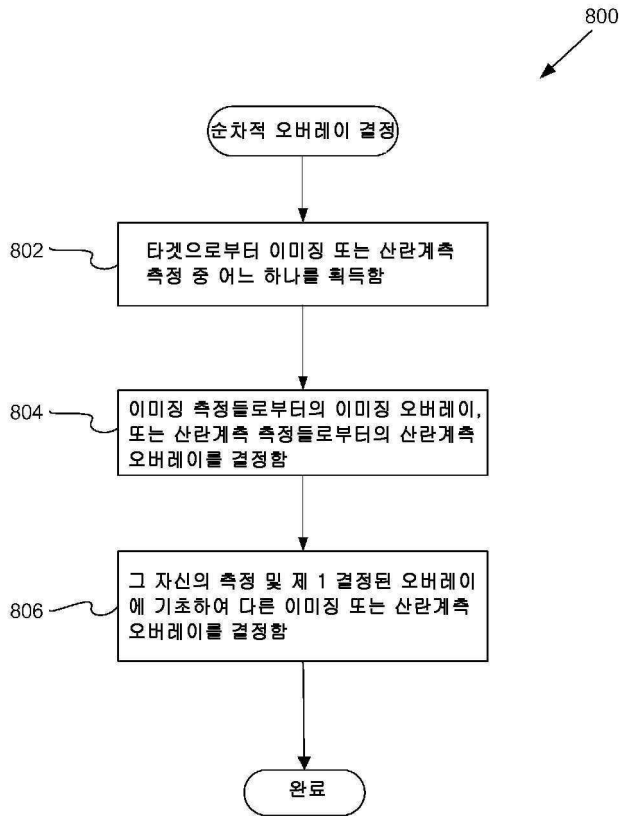 800
순차적 오버레이 결정
802
타겟으로부터 이미징 또는 산란계측
측정 중 어느 하나를 획득함
804
이미징 측정들로부터의 이미징 오버레이,
또는 산란계측 측정들로부터의 산란계측
오버레이를 결정함
806
그 자신의 측정 및 제 1 결정된 오버레이
에 기초하여 다른 이미징 또는 산란계측
오버레이를 결정함
완료